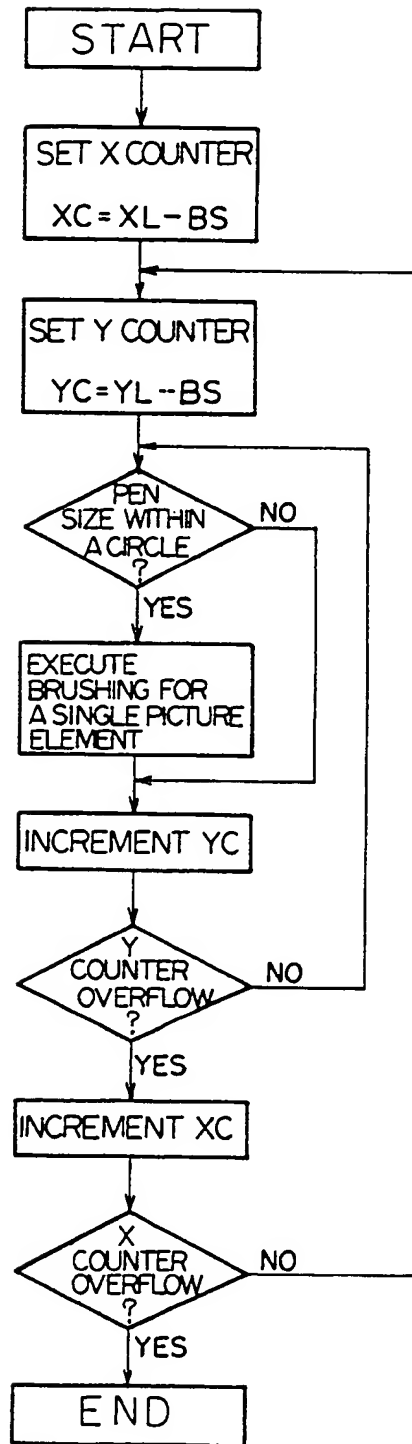 START
SET X COUNTER
XC=XL-BS
SET Y COUNTER
YC=YL-BS
PEN
SIZE WITHIN
A CIRCLE
?
NO
YES
EXECUTE
BRUSHING FOR
A SINGLE PICTURE
ELEMENT
INCREMENT YC
Y
COUNTER
OVERFLOW
?
NO
YES
INCREMENT XC
X
COUNTER
OVERFLOW
?
NO
YES
END